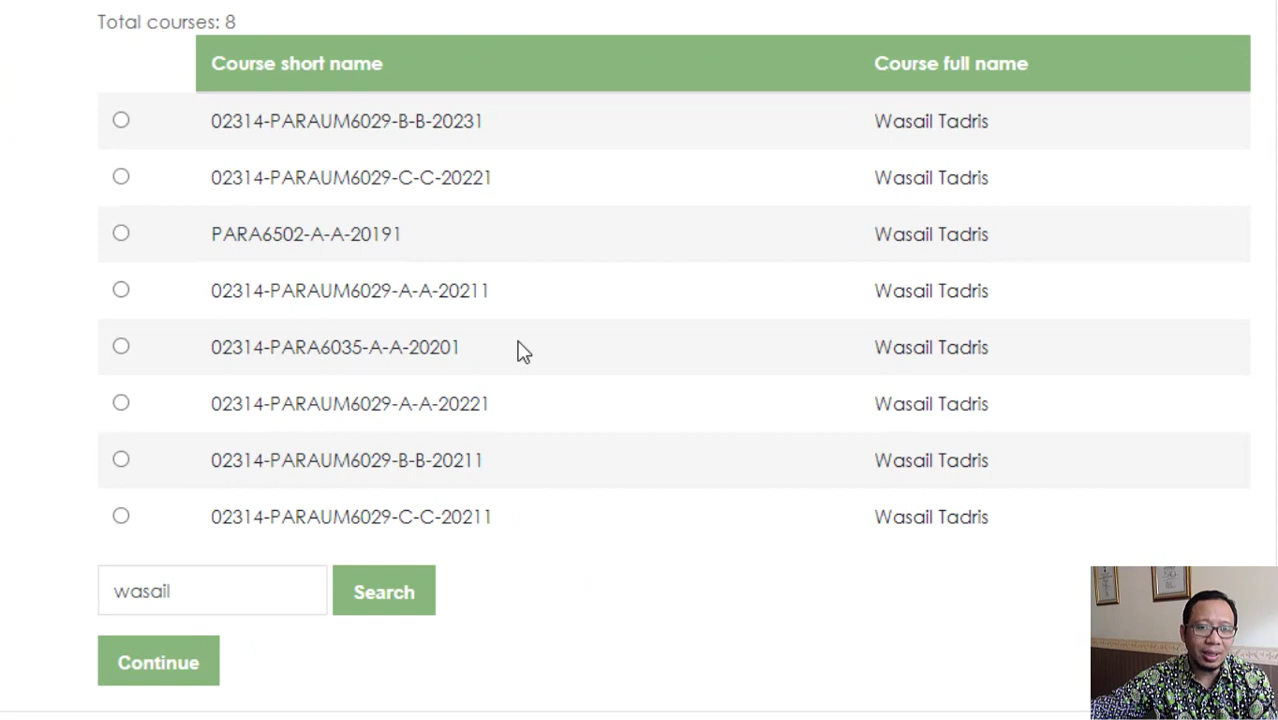 Total courses: 8
Course short name Course full name
02314-PARAUM6029-B-B-20231 Wasail Tadris
02314-PARAUM6029-C-C-20221 Wasail Tadris
PARA6502-A-A-20191 Wasail Tadris
02314-PARAUM6029-A-A-20211 Wasail Tadris
02314-PARA6035-A-A-20201 Wasail Tadris
02314-PARAUM6029-A-A-20221 Wasail Tadris
02314-PARAUM6029-B-B-20211 Wasail Tadris
02314-PARAUM6029-C-C-20211 Wasail Tadris
wasail Search
Continue